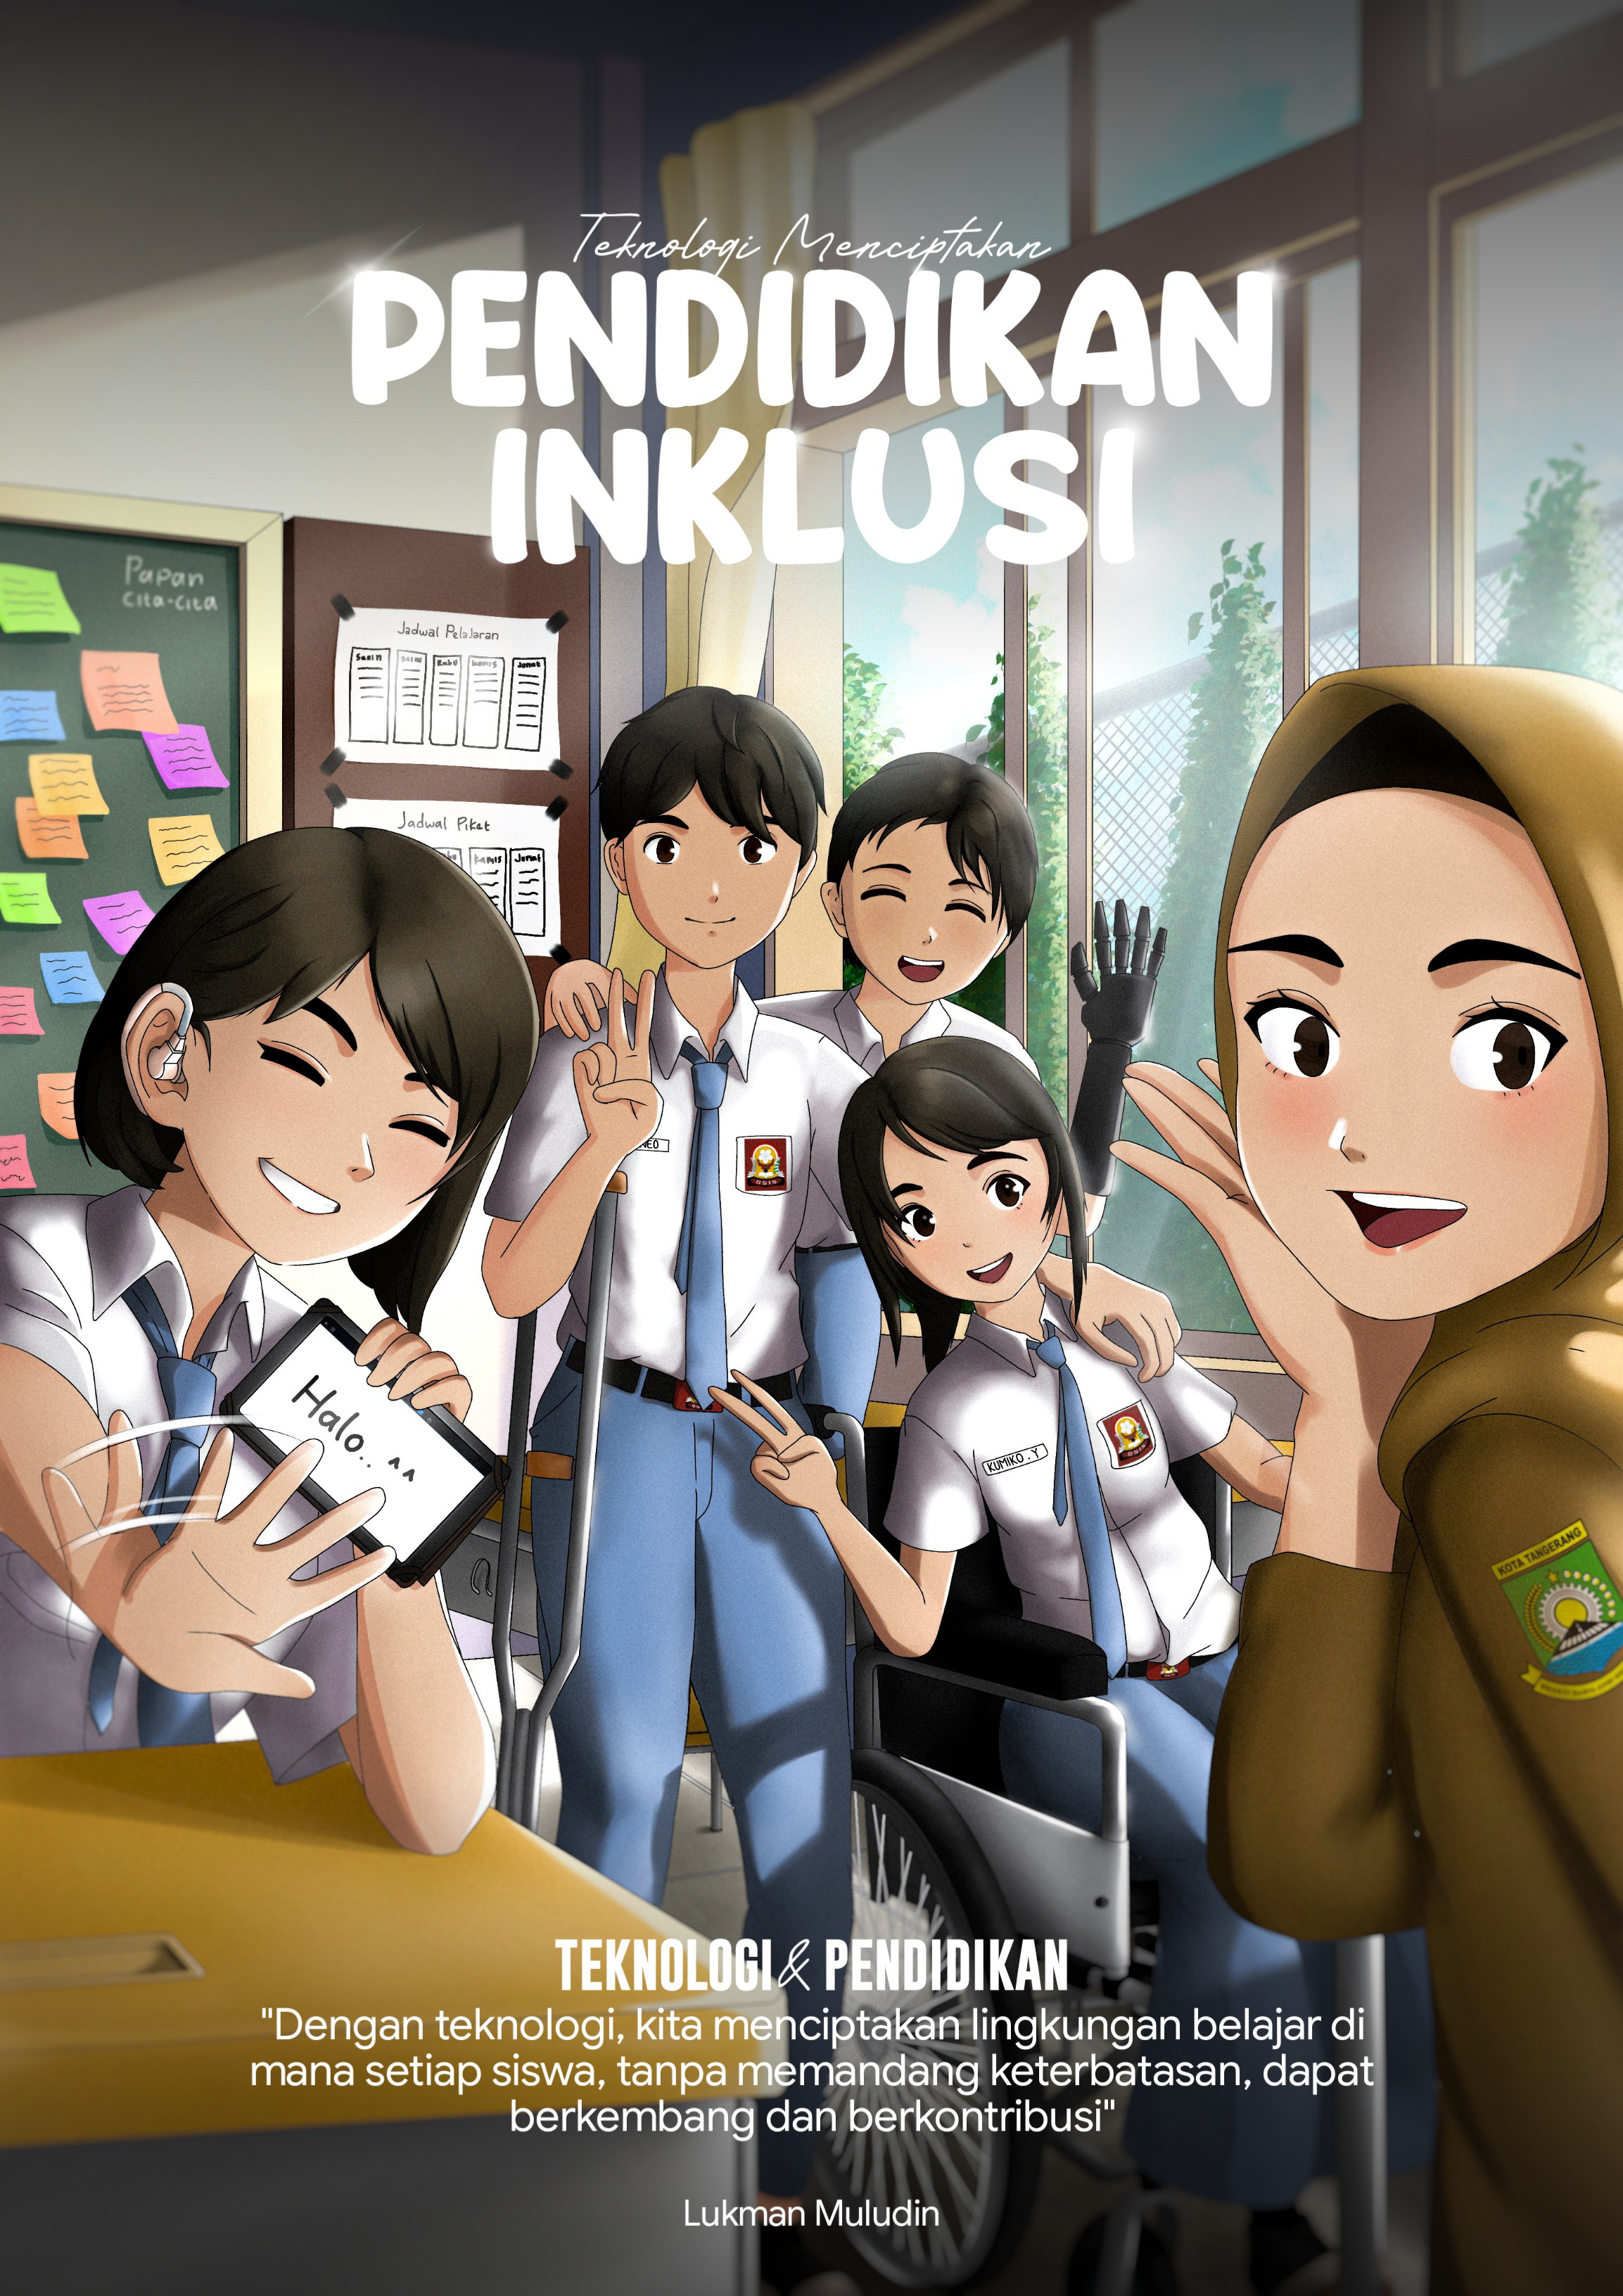 Teknologi Menciptakan
PENDIDIKAN
INKLUSI
Papan
cita-cita
Jadwal Pelajaran
Senin Selasa Rabu Kamis Jumat
Jadwal Piket
Kamis Jumat
NEO
OSIS
Halo.. ^^
KUMIKO.Y
OSIS
KOTA TANGERANG
TEKNOLOGI & PENDIDIKAN
"Dengan teknologi, kita menciptakan lingkungan belajar di
mana setiap siswa, tanpa memandang keterbatasan, dapat
berkembang dan berkontribusi"
Lukman Muludin